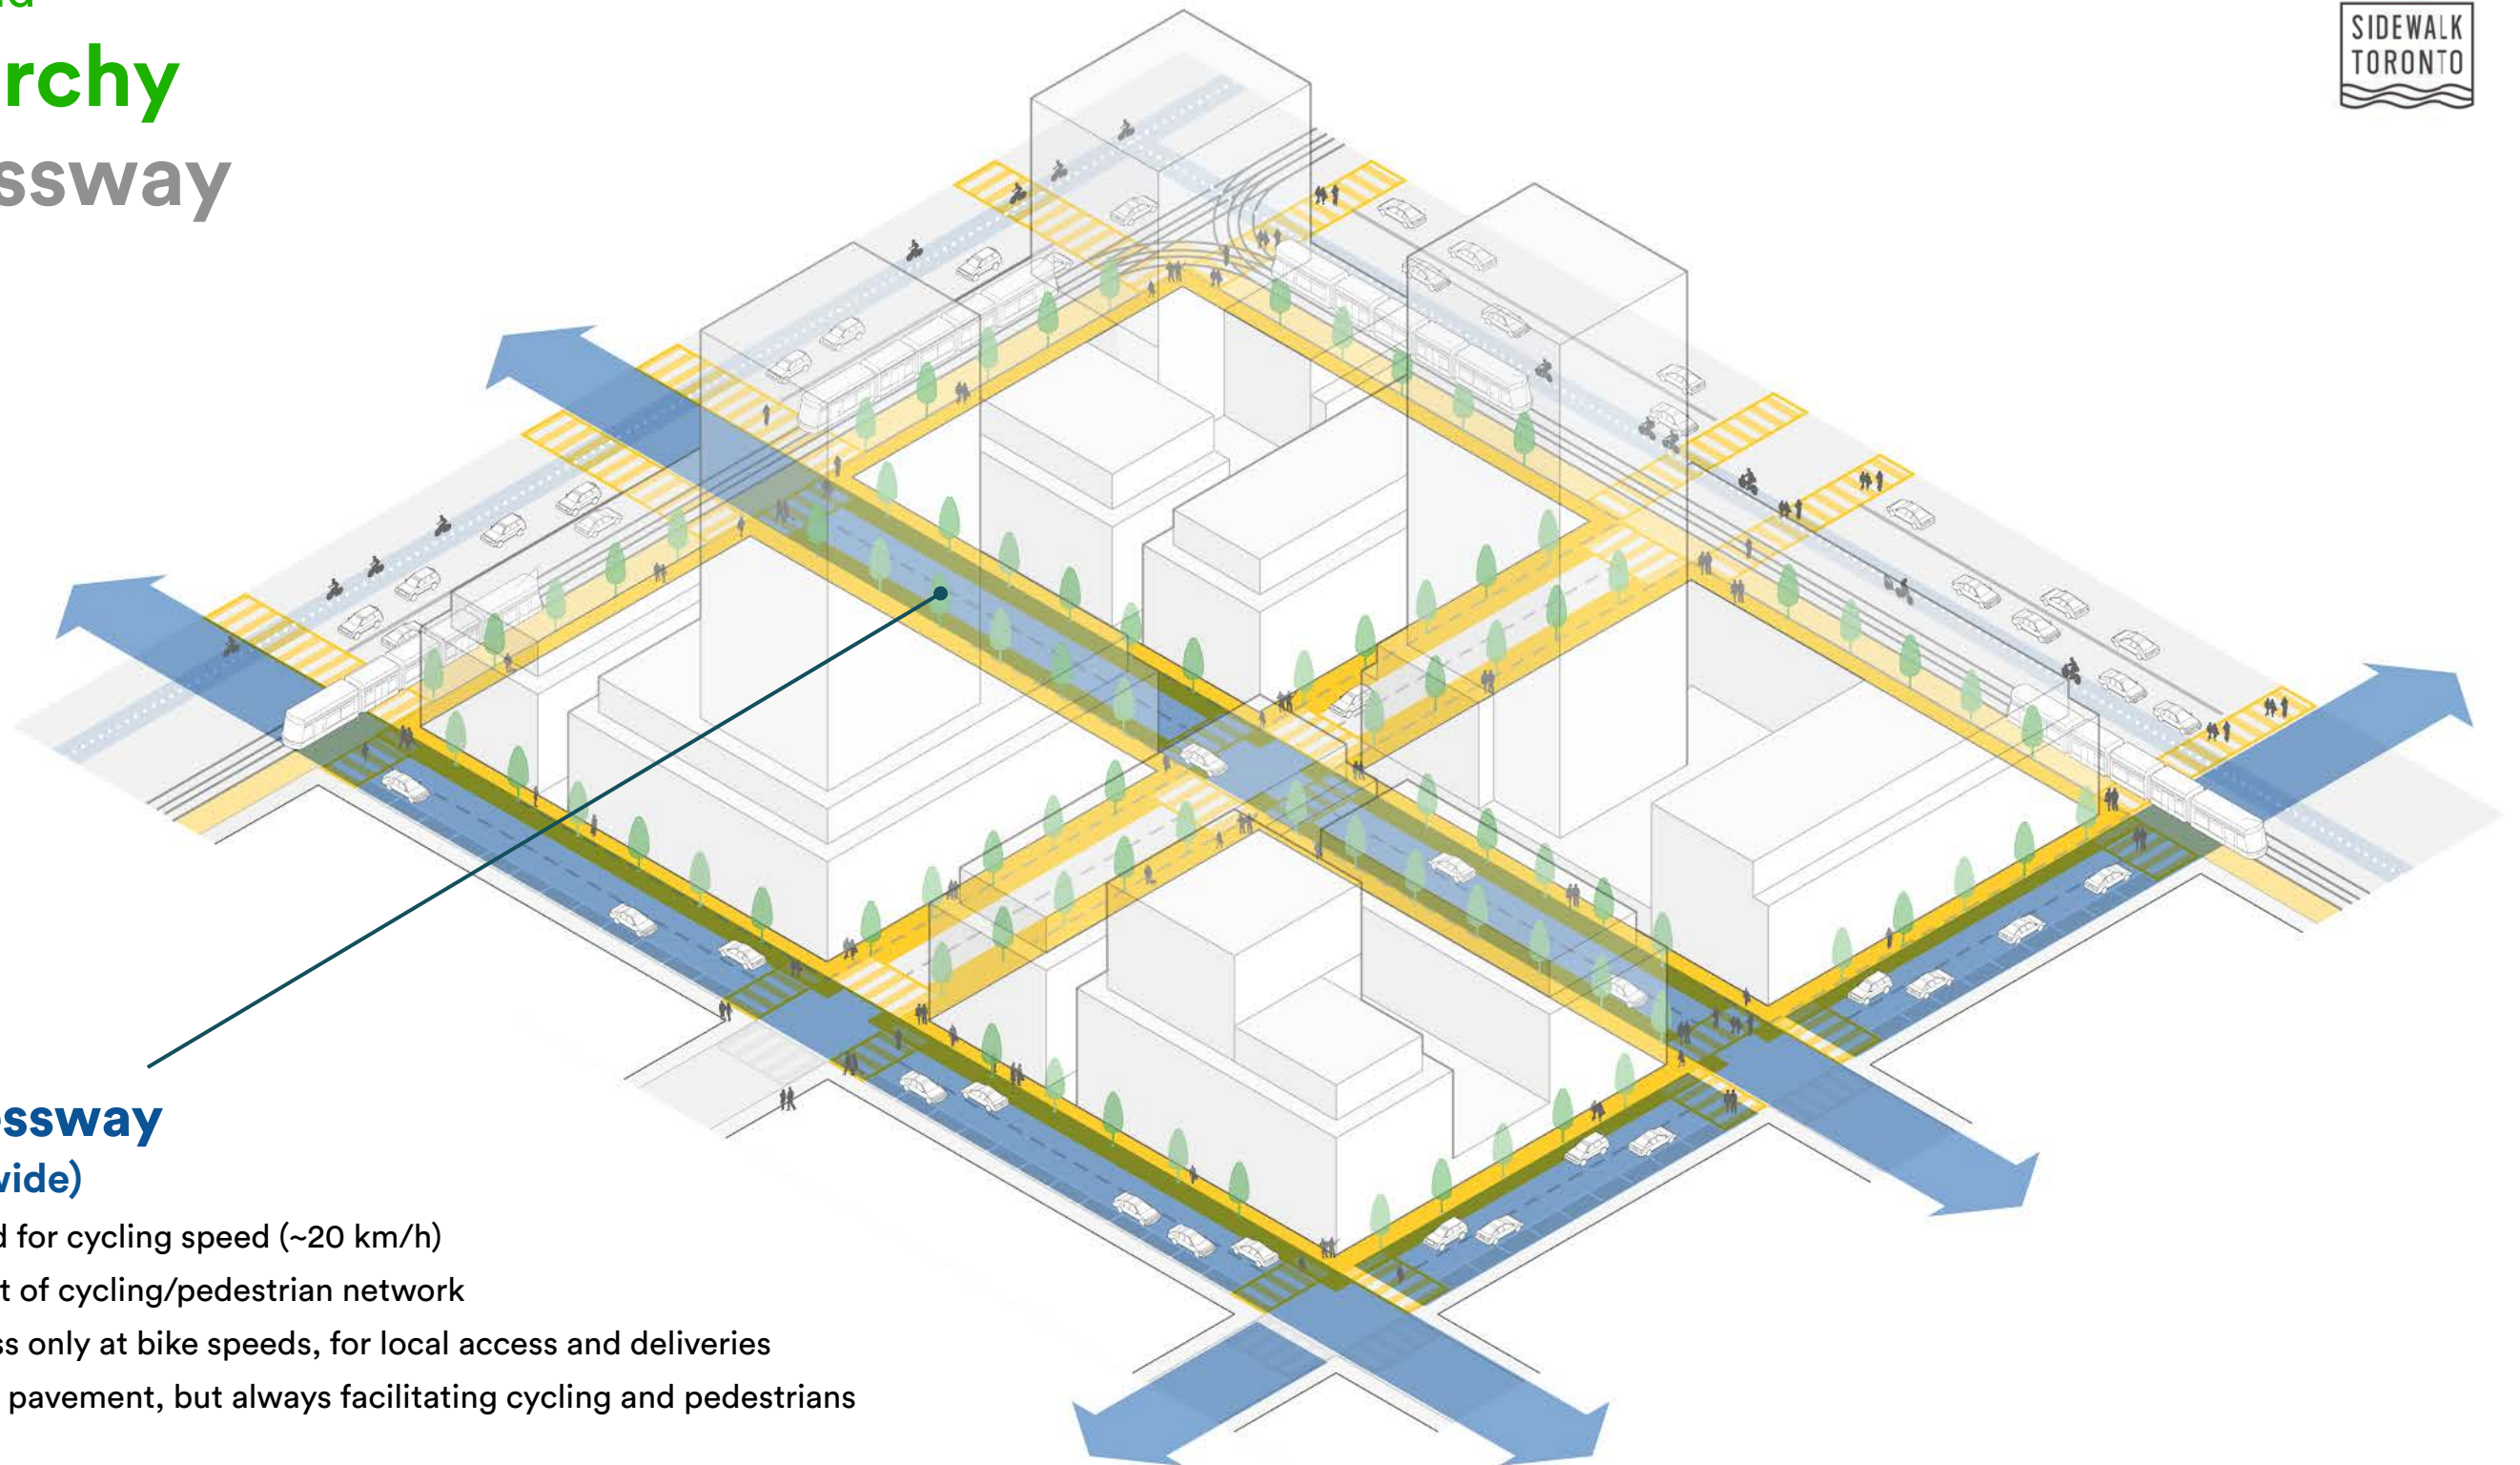 rchy
ssway
SIDEWALK
TORONTO
ssway
wide)
d for cycling speed (~20 km/h)
t of cycling/pedestrian network
ss only at bike speeds, for local access and deliveries
pavement, but always facilitating cycling and pedestrians